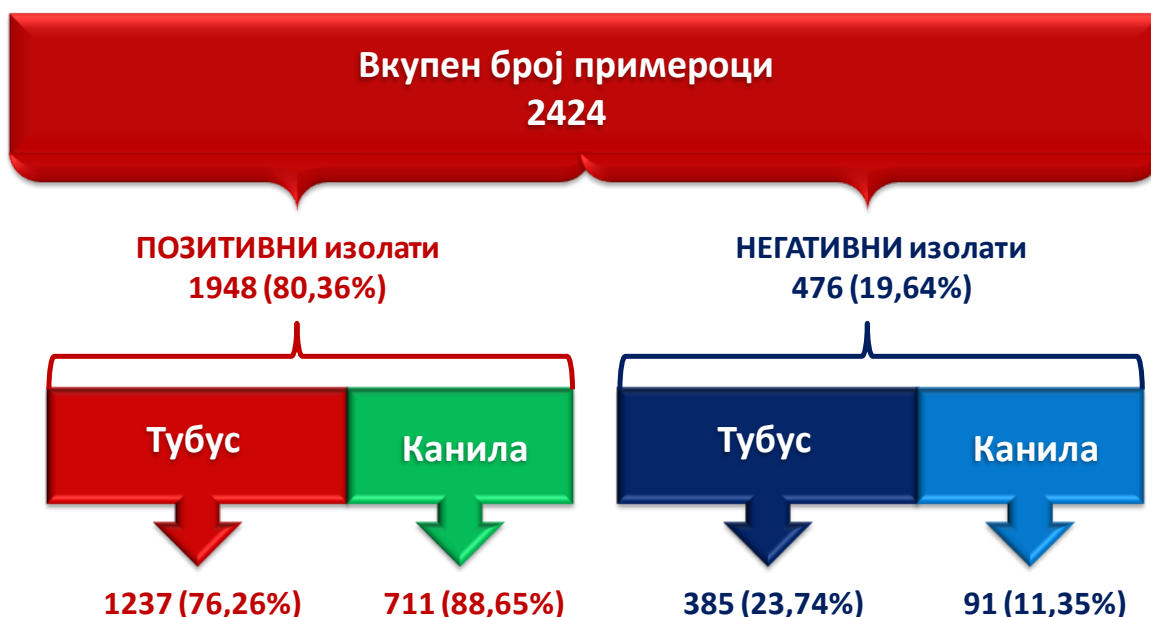 Вкупен број примероци
2424
ПОЗИТИВНИ изолати
1948 (80,36%)
НЕГАТИВНИ изолати
476 (19,64%)
Тубус
Канила
Тубус
Канила
1237 (76,26%)
711 (88,65%)
385 (23,74%)
91 (11,35%)